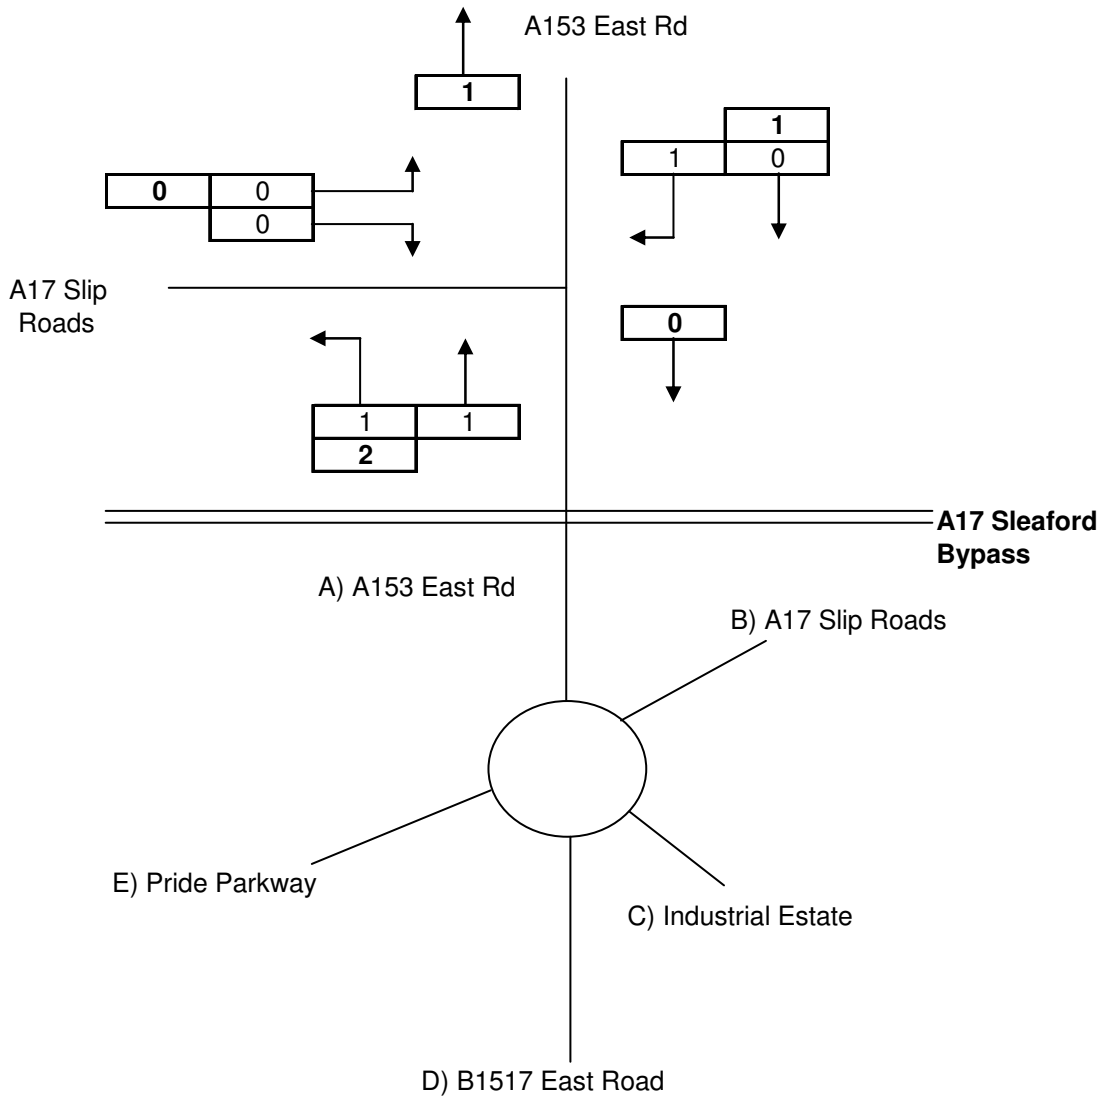 A153 East Rd
1
1
1 0
0 0
0
A17 Slip
Roads
0
1 1
2
A17 Sleaford
Bypass
A) A153 East Rd
B) A17 Slip Roads
E) Pride Parkway
C) Industrial Estate
D) B1517 East Road